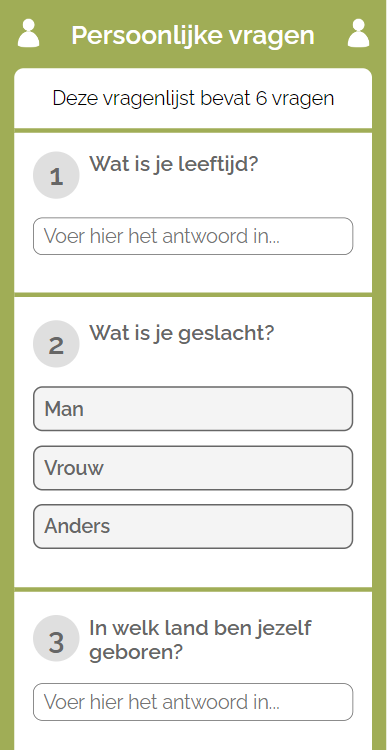 Persoonlijke vragen
Deze vragenlijst bevat 6 vragen
1 Wat is je leeftijd?
Voer hier het antwoord in...
2 Wat is je geslacht?
Man
Vrouw
Anders
3 In welk land ben jezelf
geboren?
Voer hier het antwoord in...